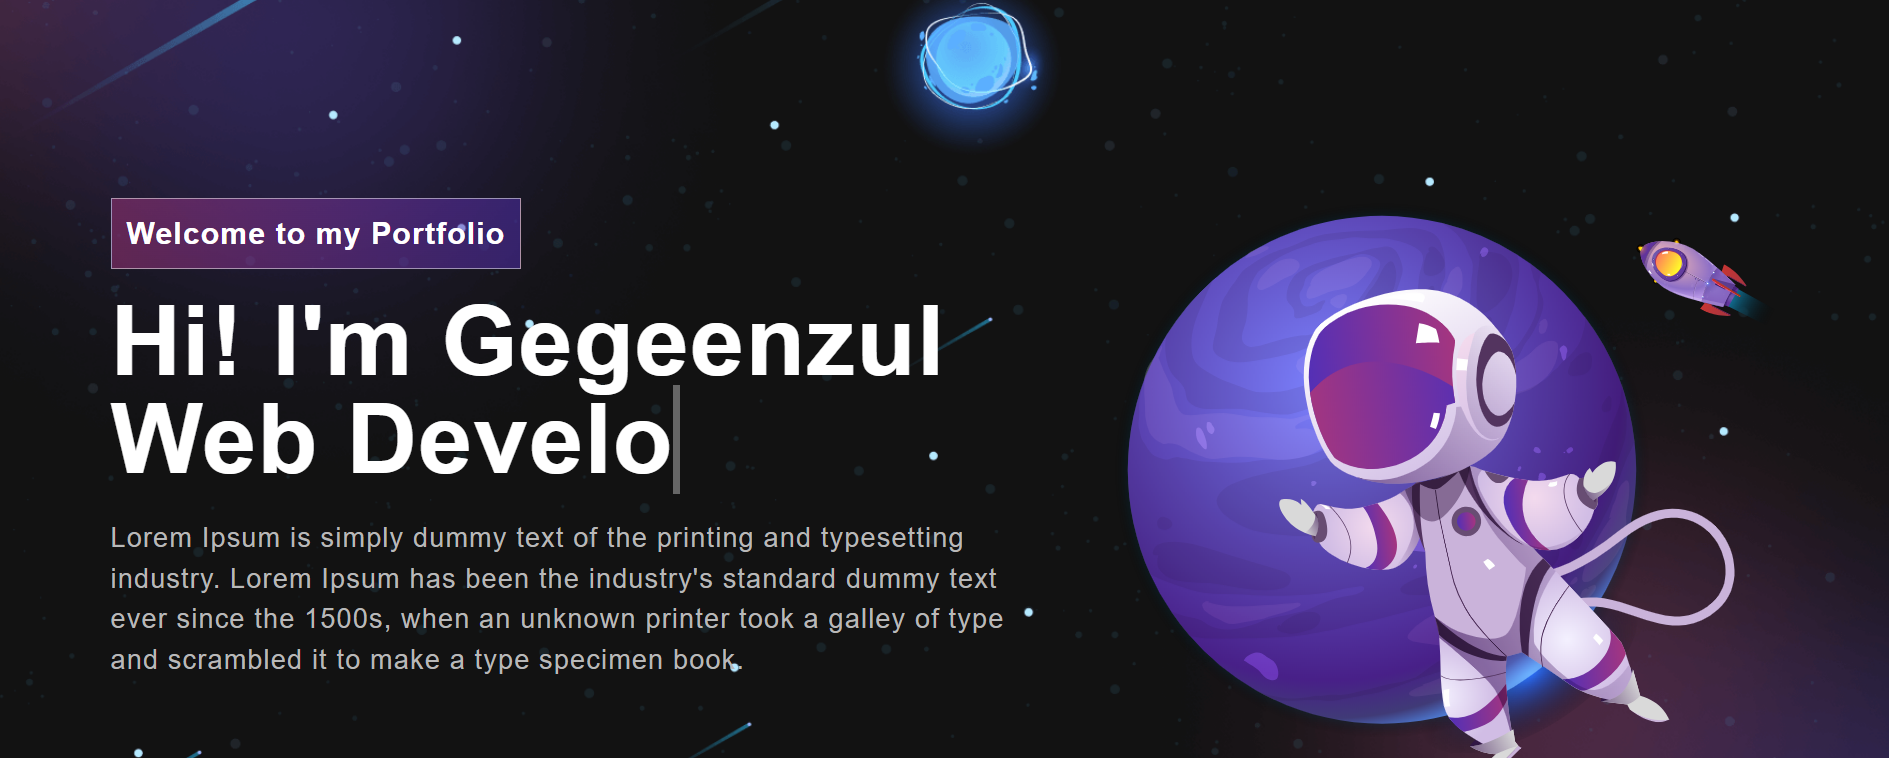 Welcome to my Portfolio
Hi! I'm Gegeenzul
Web Develo
Lorem Ipsum is simply dummy text of the printing and typesetting
industry. Lorem Ipsum has been the industry's standard dummy text
ever since the 1500s, when an unknown printer took a galley of type
and scrambled it to make a type specimen book.